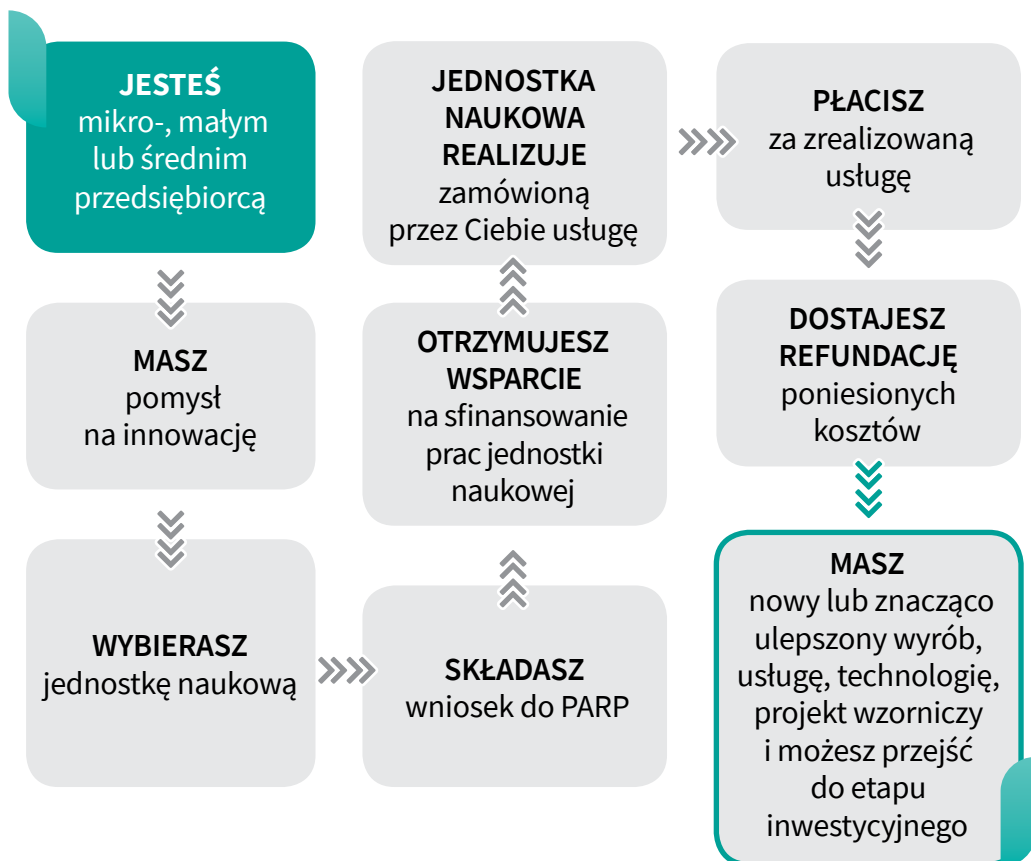 JESTEŚ
mikro-, małym
lub średnim
przedsiębiorcą
MASZ
pomysł
na innowację
WYBIERASZ
jednostkę naukową
SKŁADASZ
wniosek do PARP
OTRZYMUJESZ
WSPARCIE
na sfinansowanie
prac jednostki
naukowej
JEDNOSTKA
NAUKOWA
REALIZUJE
zamówioną
przez Ciebie usługę
PŁACISZ
za zrealizowaną
usługę
DOSTAJESZ
REFUNDACJĘ
poniesionych
kosztów
MASZ
nowy lub znacząco
ulepszony wyrób,
usługę, technologię,
projekt wzorniczy
i możesz przejść
do etapu
inwestycyjnego